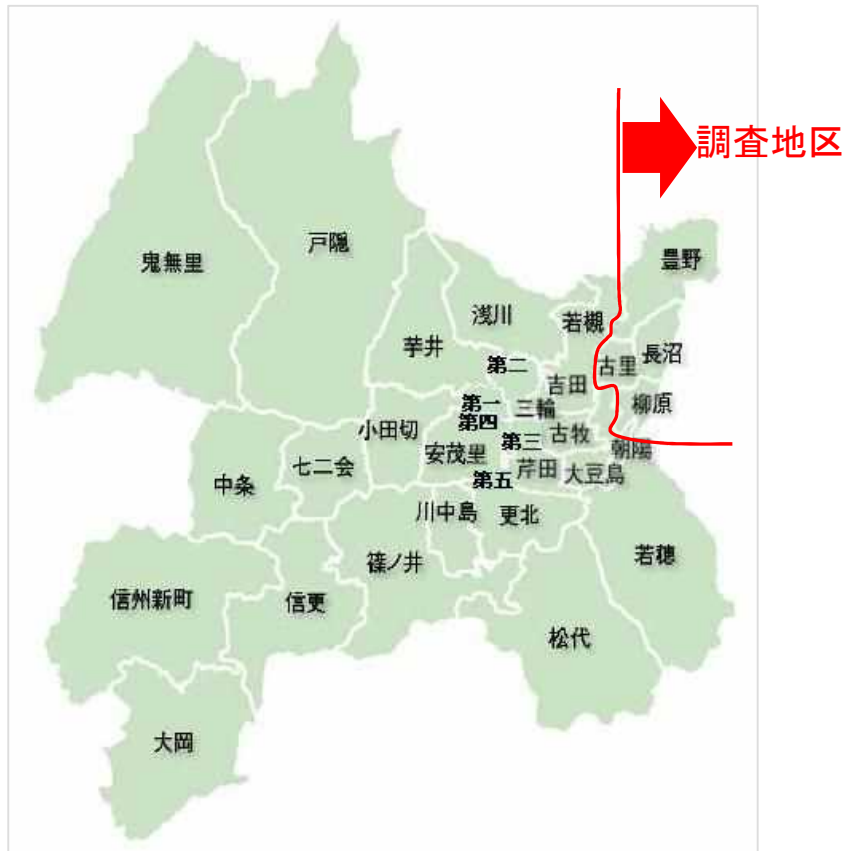 調査地区
豊野
戸隠
鬼無里
浅川
若槻
芋井
長沼
古里
第二
吉田
柳原
第一
三輪
第四
小田切
古牧
第三
朝陽
安茂里
七二会
芹田
大豆島
第五
中条
川中島
更北
若穂
篠ノ井
信州新町
信更
松代
大岡